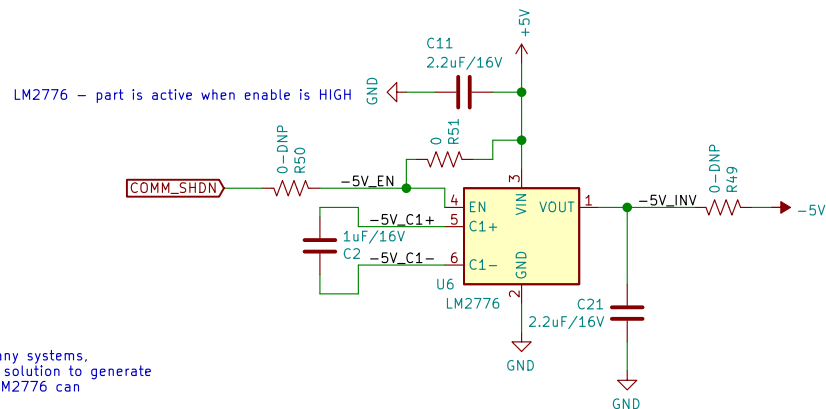 +5V
C11
2.2uF/16V
LM2776 – part is active when enable is HIGH
GND
0
R51
0-DNP
R50
COMM_SHDN
-5V_EN
3
4
EN
VIN
VOUT
1
-5V_INV
0-DNP
R49
-5V
-5V_C1+
5
C1+
1uF/16V
C2
-5V_C1-
6
C1-
GND
U6
2
LM2776
C21
2.2uF/16V
GND
GND
ny systems,
solution to generate
M2776 can